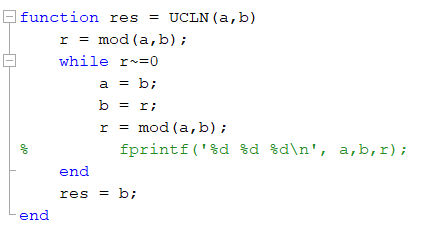 function res = UCLN(a,b)
    r = mod(a,b);
    while r~=0
        a = b;
        b = r;
        r = mod(a,b);
%         fprintf('%d %d %d\n', a,b,r);
    end
    res = b;
end